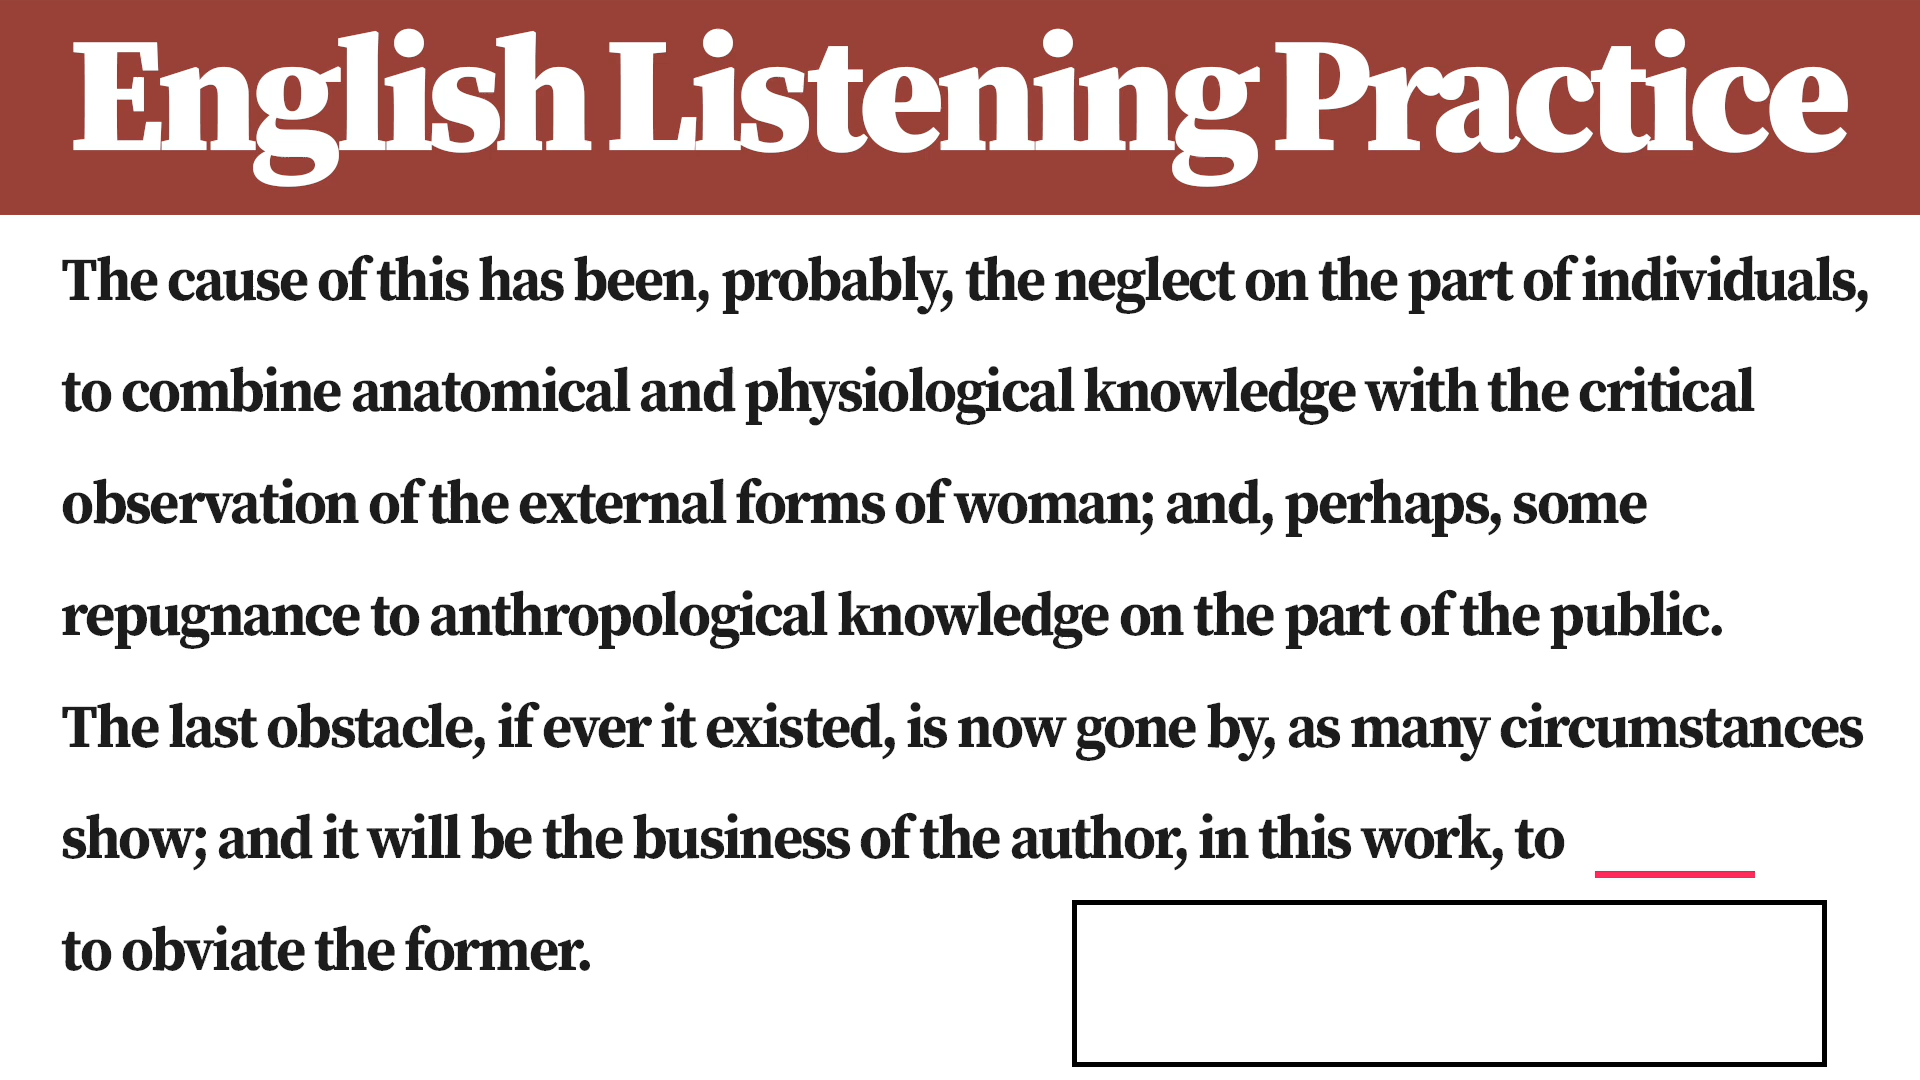 English Listening Practice
The cause of this has been, probably, the neglect on the part of individuals,
to combine anatomical and physiological knowledge with the critical
observation of the external forms of woman; and, perhaps, some
repugnance to anthropological knowledge on the part of the public.
The last obstacle, if ever it existed, is now gone by, as many circumstances
show; and it will be the business of the author, in this work, to
to obviate the former.